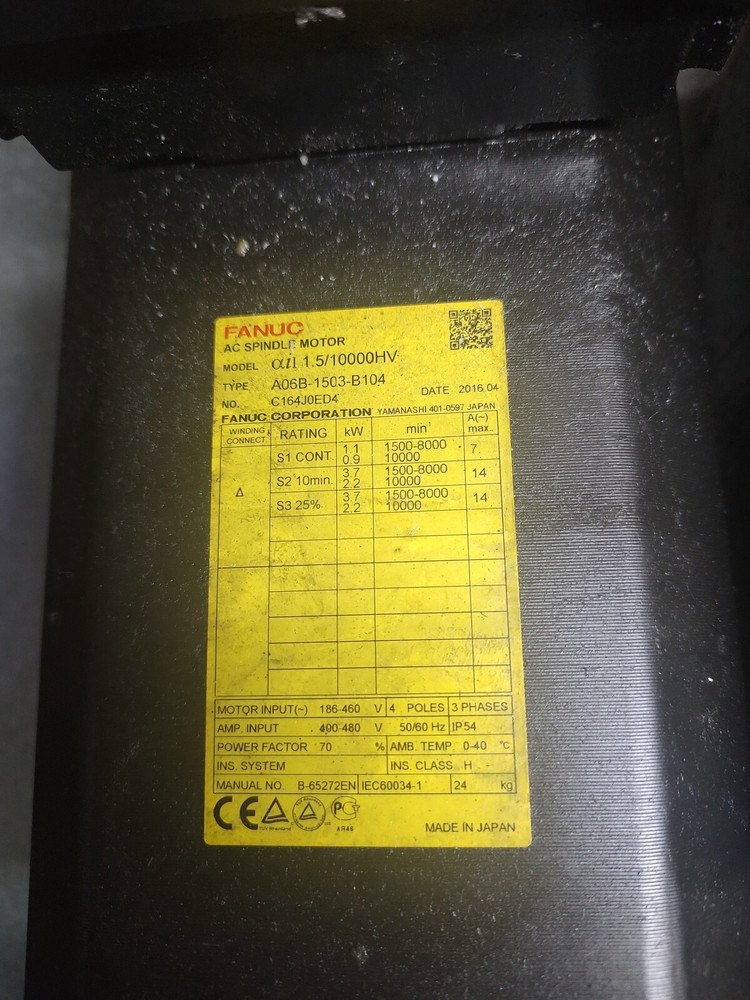 FANUC
AC SPINDLE MOTOR
MODEL αiI 1.5/10000HV
TYPE A06B-1503-B104
NO. C164J0ED4 DATE 2016.04
FANUC CORPORATION YAMANASHI 401-0597 JAPAN
WINDING CONNECT. RATING kW min⁻¹ A(~) max.
Δ
S1 CONT. 1.1 1500-8000 7
0.9 10000
S2 10min. 3.7 1500-8000 14
2.2 10000
S3 25% 3.7 1500-8000 14
2.2 10000
MOTOR INPUT(~) 186-460 V 4 POLES 3 PHASES
AMP. INPUT 400-480 V 50/60 Hz IP54
POWER FACTOR 70 % AMB. TEMP. 0-40 °C
INS. SYSTEM - INS. CLASS H -
MANUAL NO. B-65272EN IEC60034-1 24 kg
CE TÜV Rheinland US PG AR46
MADE IN JAPAN